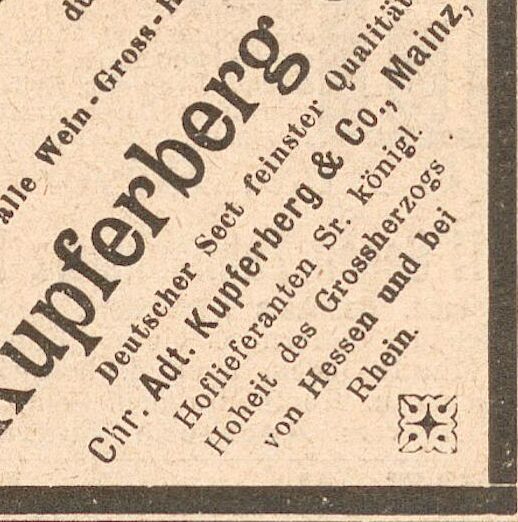 du
alle Wein-Gross-H
Kupferberg
Deutscher Sect feinster Qualität
Chr. Adt. Kupferberg & Co., Mainz,
Hoflieferanten Sr. königl.
Hoheit des Grossherzogs
von Hessen und bei
Rhein.